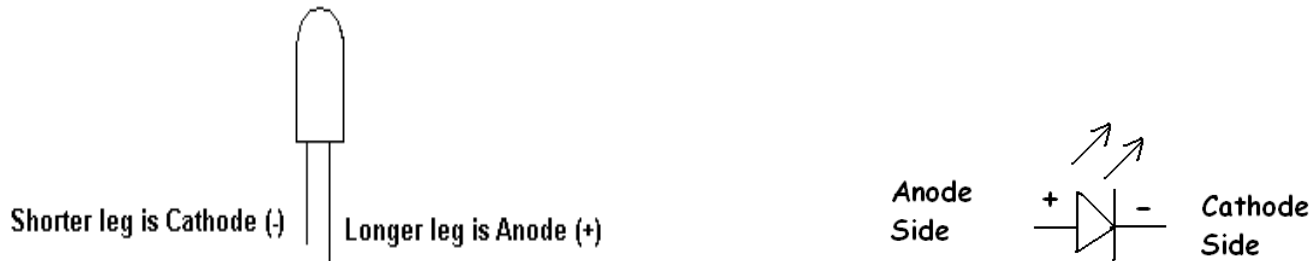 Shorter leg is Cathode (-)
Longer leg is Anode (+)
Anode
Side
+
-
Cathode
Side